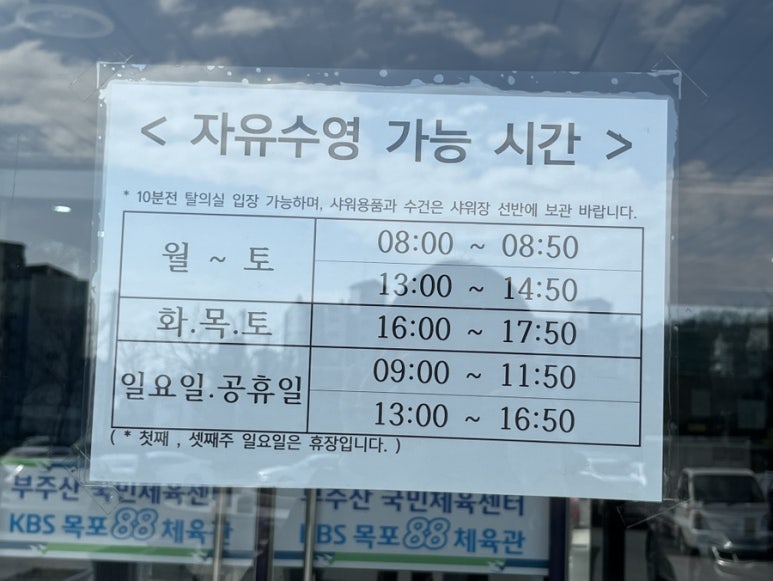 < 자유수영 가능 시간 >
* 10분전 탈의실 입장 가능하며, 샤워용품과 수건은 샤워장 선반에 보관 바랍니다.
월 ~ 토
08:00 ~ 08:50
13:00 ~ 14:50
화.목.토
16:00 ~ 17:50
일요일.공휴일
09:00 ~ 11:50
13:00 ~ 16:50
( * 첫째 , 셋째주 일요일은 휴장입니다. )
부주산 국민체육센터
KBS 목포88체육관
부주산 국민체육센터
KBS 목포88체육관